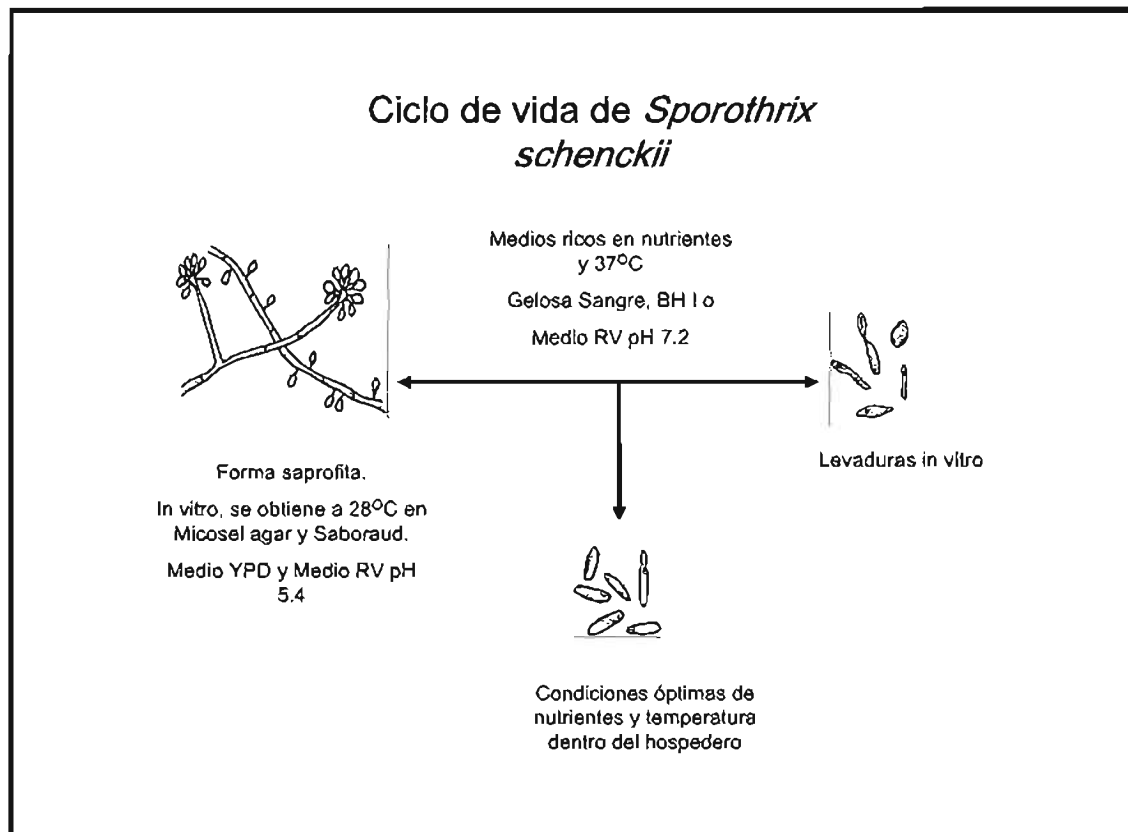 Ciclo de vida de Sporothrix
schenckii
Medios ricos en nutrientes
y 37ºC
Gelosa Sangre, BH I o
Medio RV pH 7.2
Forma saprofita.
In vitro, se obtiene a 28ºC en
Micosel agar y Saboraud.
Medio YPD y Medio RV pH
5.4
Levaduras in vitro
Condiciones óptimas de
nutrientes y temperatura
dentro del hospedero